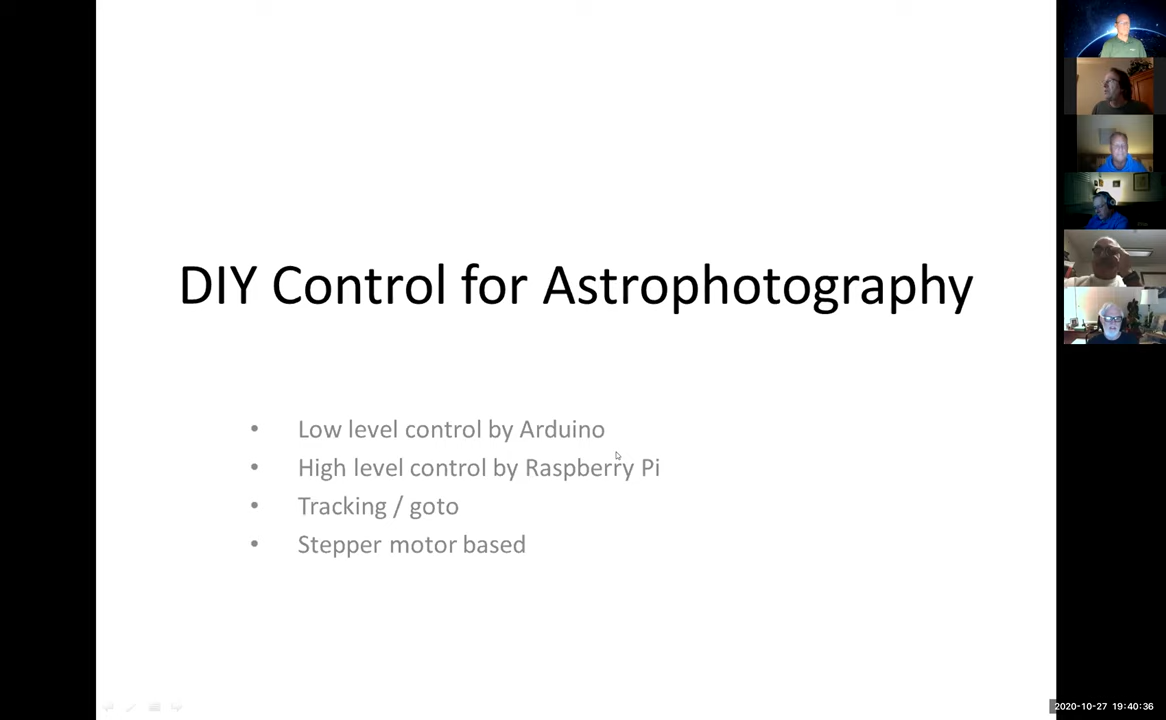 DIY Control for Astrophotography
• Low level control by Arduino
• High level control by Raspberry Pi
• Tracking / goto
• Stepper motor based
2020-10-27 19:40:36